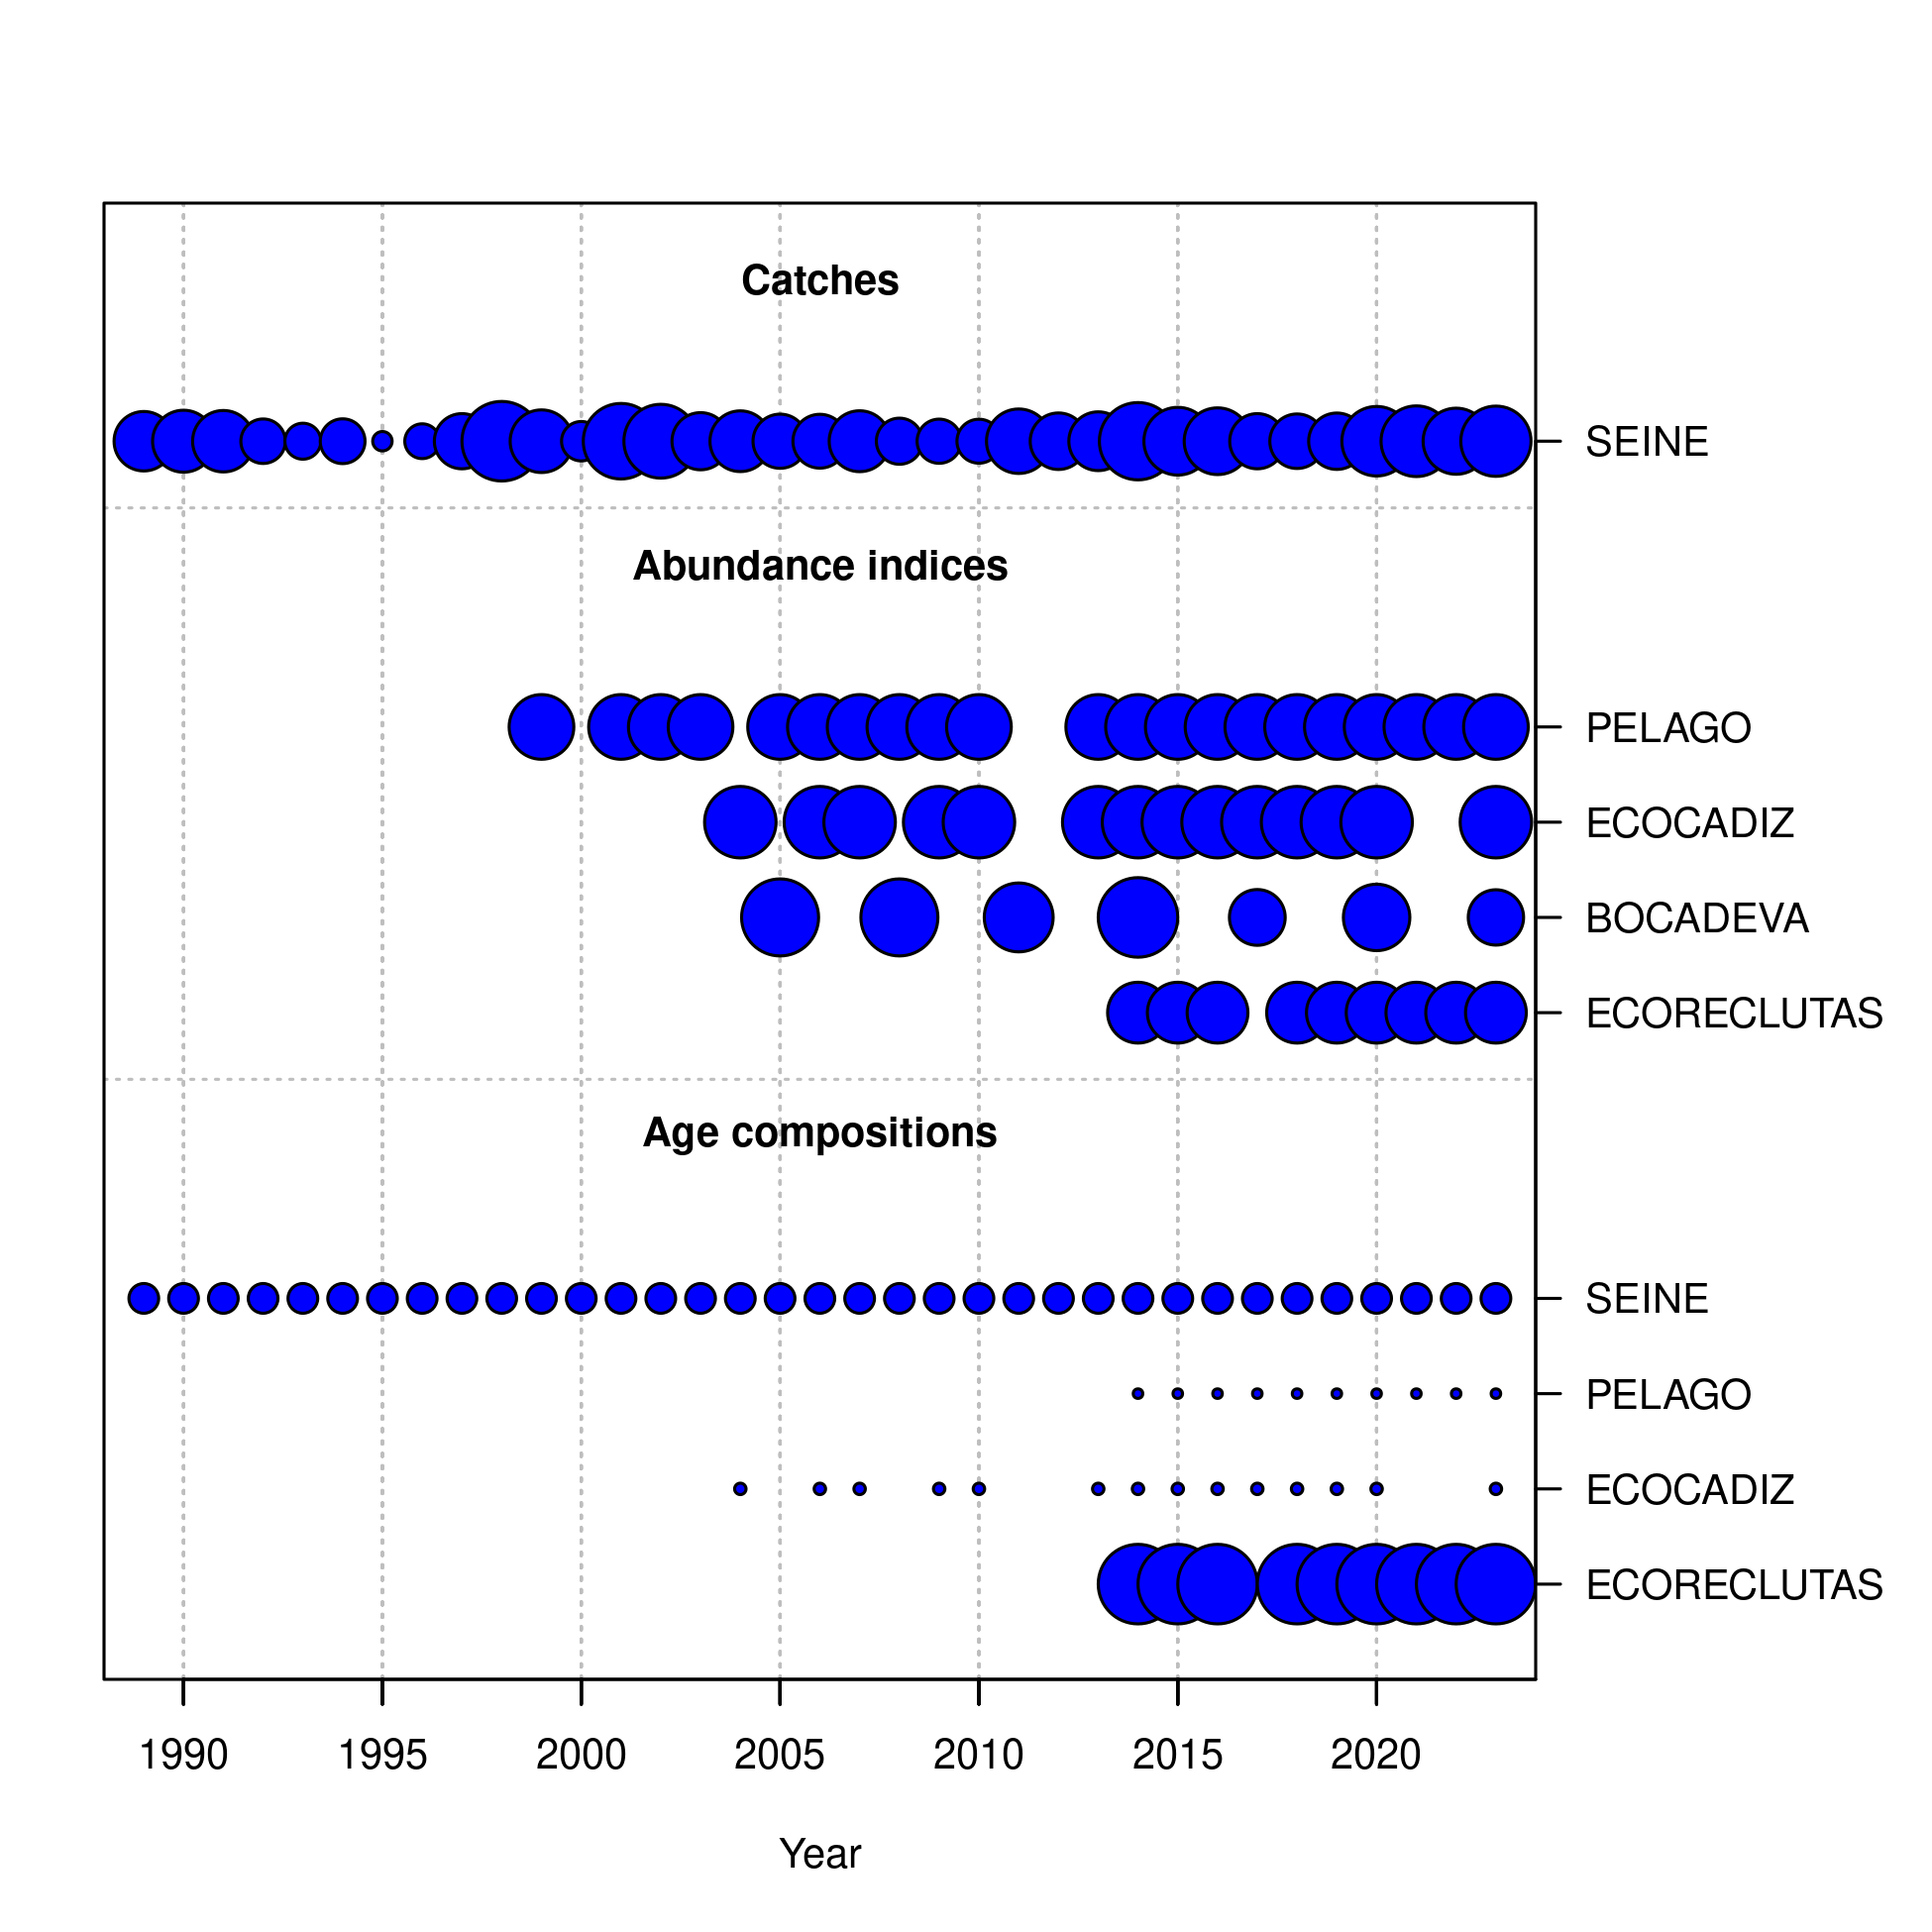 Catches
SEINE
Abundance indices
PELAGO
ECOCADIZ
BOCADEVA
ECORECLUTAS
Age compositions
SEINE
PELAGO
ECOCADIZ
ECORECLUTAS
1990 1995 2000 2005 2010 2015 2020
Year